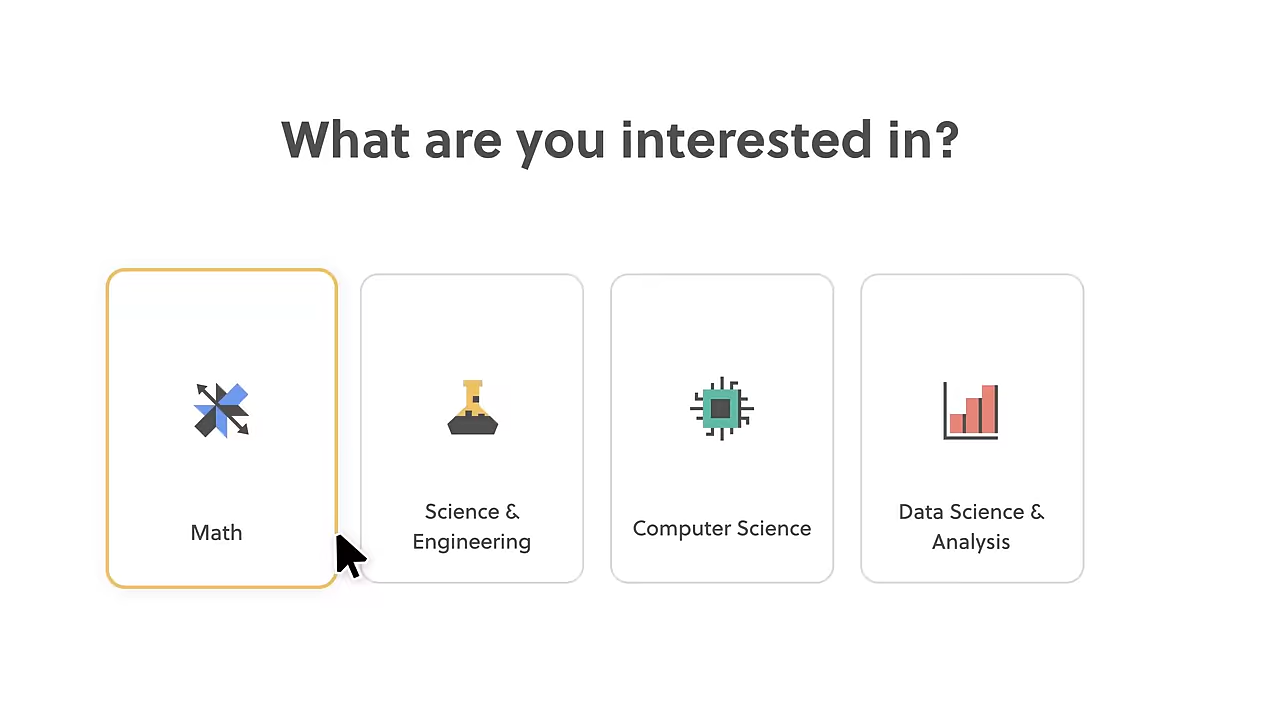 What are you interested in?
Math
Science &
Engineering
Computer Science
Data Science &
Analysis